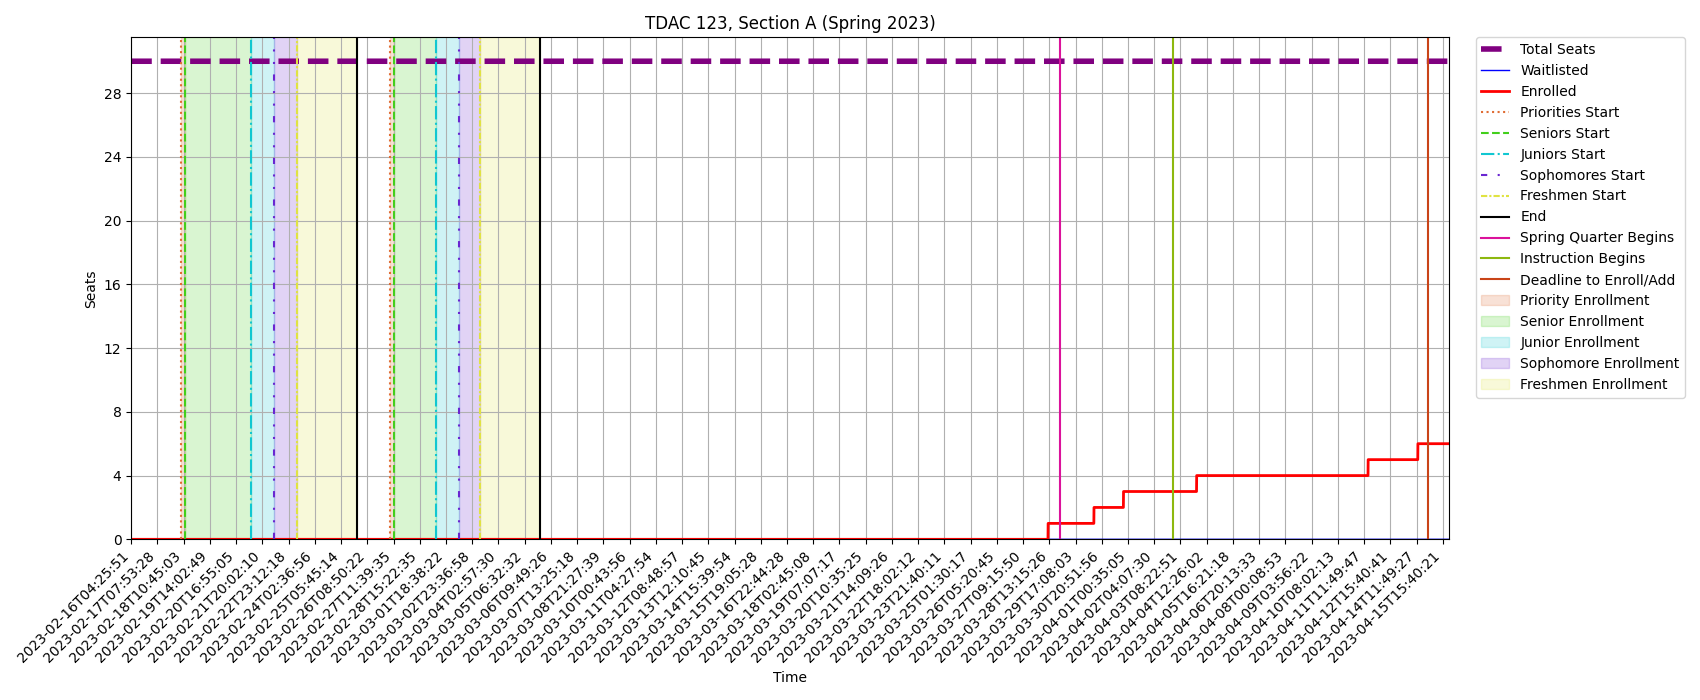 TDAC 123, Section A (Spring 2023)
Total Seats
Waitlisted
Enrolled
Priorities Start
Seniors Start
Juniors Start
Sophomores Start
Freshmen Start
End
Spring Quarter Begins
Instruction Begins
Deadline to Enroll/Add
Priority Enrollment
Senior Enrollment
Junior Enrollment
Sophomore Enrollment
Freshmen Enrollment
Seats
28
24
20
16
12
8
4
0
2023-02-16T04:25:51
2023-02-17T07:53:28
2023-02-18T10:45:03
2023-02-19T14:02:49
2023-02-20T16:55:05
2023-02-21T20:02:10
2023-02-22T23:12:18
2023-02-24T02:36:56
2023-02-25T05:45:14
2023-02-26T08:50:22
2023-02-27T11:39:35
2023-02-28T15:22:35
2023-03-01T18:38:22
2023-03-02T23:36:58
2023-03-04T02:57:30
2023-03-05T06:32:32
2023-03-06T09:49:26
2023-03-07T13:25:18
2023-03-08T21:27:39
2023-03-10T00:43:56
2023-03-11T04:27:54
2023-03-12T08:48:57
2023-03-13T12:10:45
2023-03-14T15:39:54
2023-03-15T19:05:28
2023-03-16T22:44:28
2023-03-18T02:45:08
2023-03-19T07:07:17
2023-03-20T10:35:25
2023-03-21T14:09:26
2023-03-22T18:02:12
2023-03-23T21:40:11
2023-03-25T01:30:17
2023-03-26T05:20:45
2023-03-27T09:15:50
2023-03-28T13:15:26
2023-03-29T17:08:03
2023-03-30T20:51:56
2023-04-01T00:35:05
2023-04-02T04:07:30
2023-04-03T08:22:51
2023-04-04T12:26:02
2023-04-05T16:21:18
2023-04-06T20:13:33
2023-04-08T00:08:53
2023-04-09T03:56:22
2023-04-10T08:02:13
2023-04-11T11:49:47
2023-04-12T15:40:41
2023-04-14T11:49:27
2023-04-15T15:40:21
Time